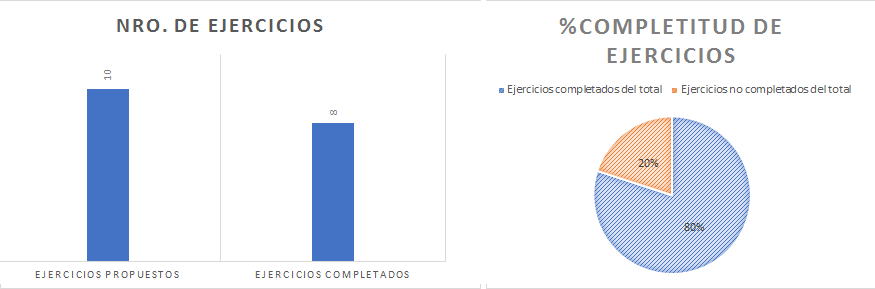 NRO. DE EJERCICIOS
10
8
EJERCICIOS PROPUESTOS
EJERCICIOS COMPLETADOS
%COMPLETITUD DE
EJERCICIOS
Ejercicios completados del total
Ejercicios no completados del total
20%
80%